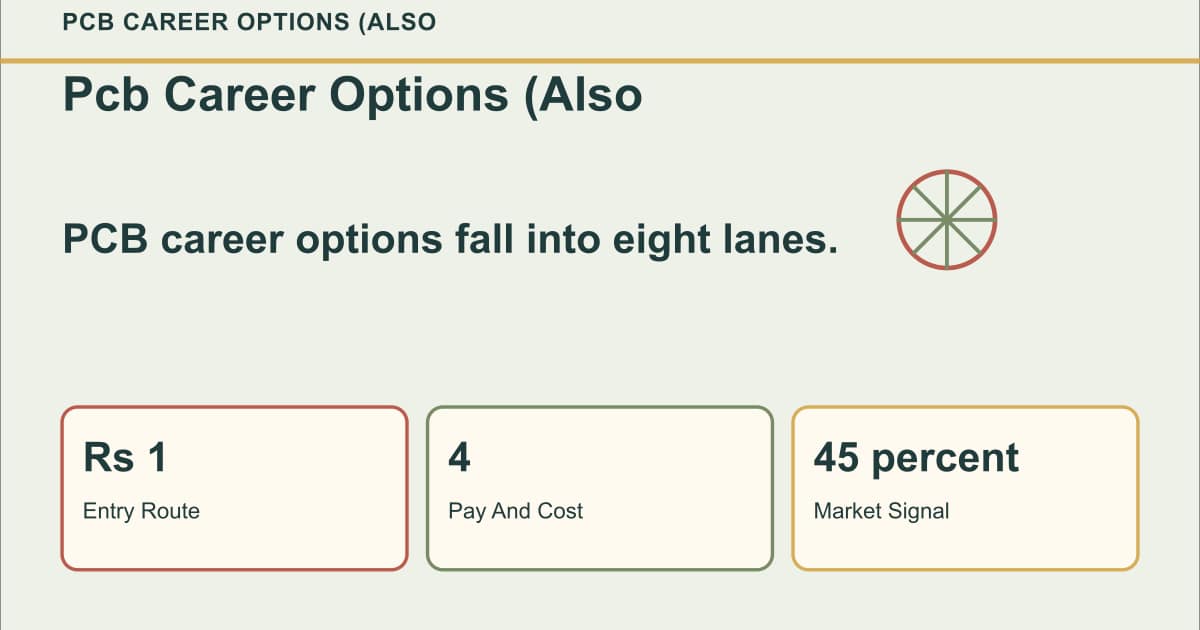 PCB CAREER OPTIONS (ALSO
Pcb Career Options (Also
PCB career options fall into eight lanes.
Rs 1
Entry Route
4
Pay And Cost
45 percent
Market Signal